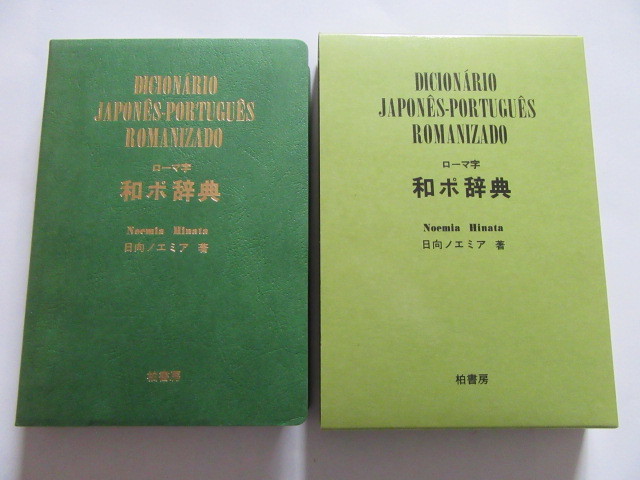 DICIONÁRIO
JAPONÊS-PORTUGUÊS
ROMANIZADO
ローマ字
和ポ辞典
Noemia Hinata
日向ノエミア 著
柏書房
DICIONÁRIO
JAPONÊS-PORTUGUÊS
ROMANIZADO
ローマ字
和ポ辞典
Noemia Hinata
日向ノエミア 著
柏書房